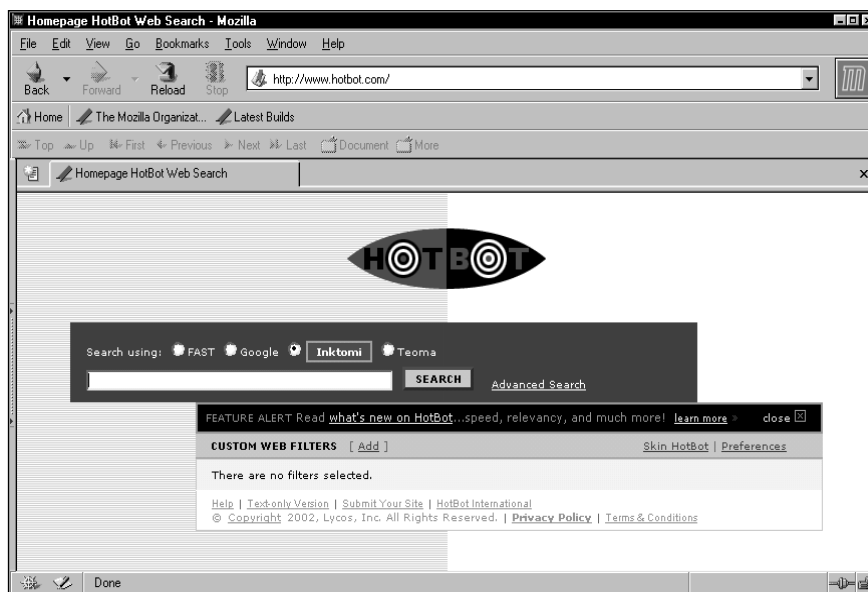 Homepage HotBot Web Search - Mozilla
File Edit View Go Bookmarks Tools Window Help
Back Forward Reload Stop http://www.hotbot.com/ m
Home The Mozilla Organizat... Latest Builds
Top Up First Previous Next Last Document More
Homepage HotBot Web Search
HOTBOT
Search using: FAST Google Inktomi Teoma
SEARCH Advanced Search
FEATURE ALERT Read what's new on HotBot...speed, relevancy, and much more! learn more » close
CUSTOM WEB FILTERS [ Add ] Skin HotBot | Preferences
There are no filters selected.
Help | Text-only Version | Submit Your Site | HotBot International
© Copyright 2002, Lycos, Inc. All Rights Reserved. | Privacy Policy | Terms & Conditions
Done